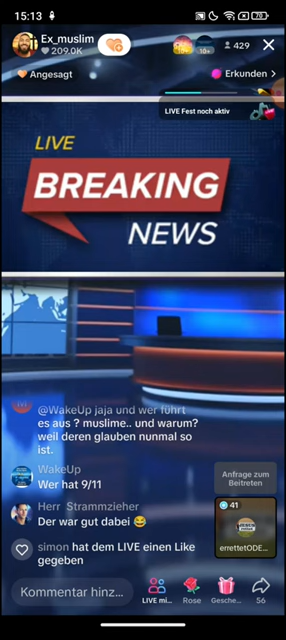 15:13
70
Ex_muslim
209.0K
10+
429
Angesagt
Erkunden >
LIVE Fest noch aktiv
LIVE
BREAKING
NEWS
@WakeUp jaja und wer führt
es aus ? muslime.. und warum?
weil deren glauben nunmal so
ist.
WakeUp
Wer hat 9/11
Herr Strammzieher
Der war gut dabei 😂
simon hat dem LIVE einen Like
gegeben
Anfrage zum
Beitreten
41
errettetODE...
Kommentar hinz...
LIVE mi...
Rose
Gesche...
56